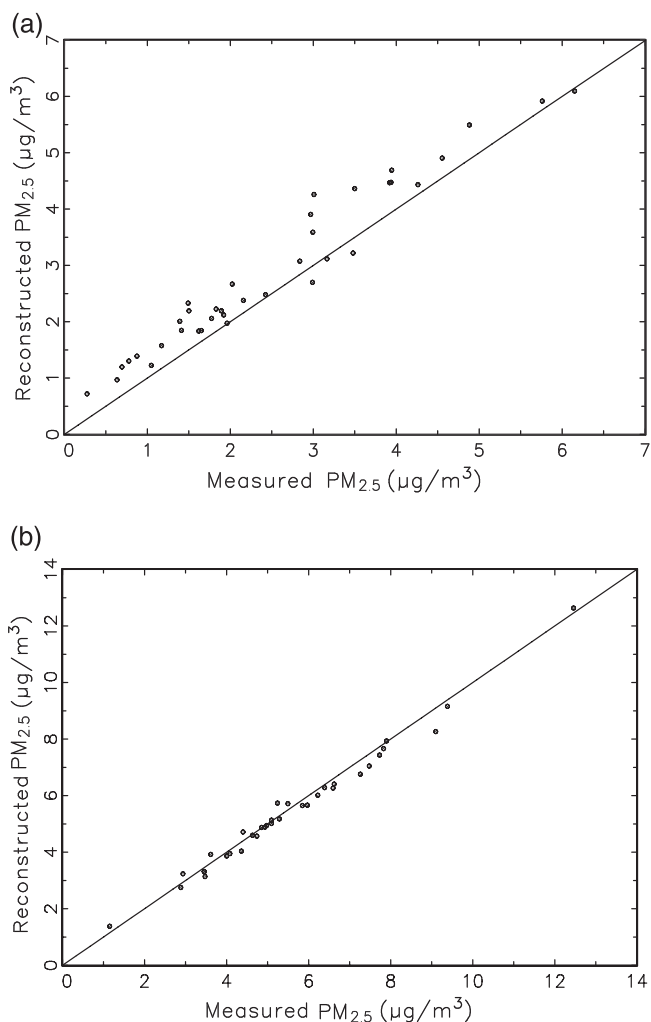 (a)
7
6
5
4
3
2
1
0
Reconstructed PM2.5 (μg/m3)
0 1 2 3 4 5 6 7
Measured PM2.5 (μg/m3)
(b)
14
12
10
8
6
4
2
0
Reconstructed PM2.5 (μg/m3)
0 2 4 6 8 10 12 14
Measured PM2.5 (μg/m3)